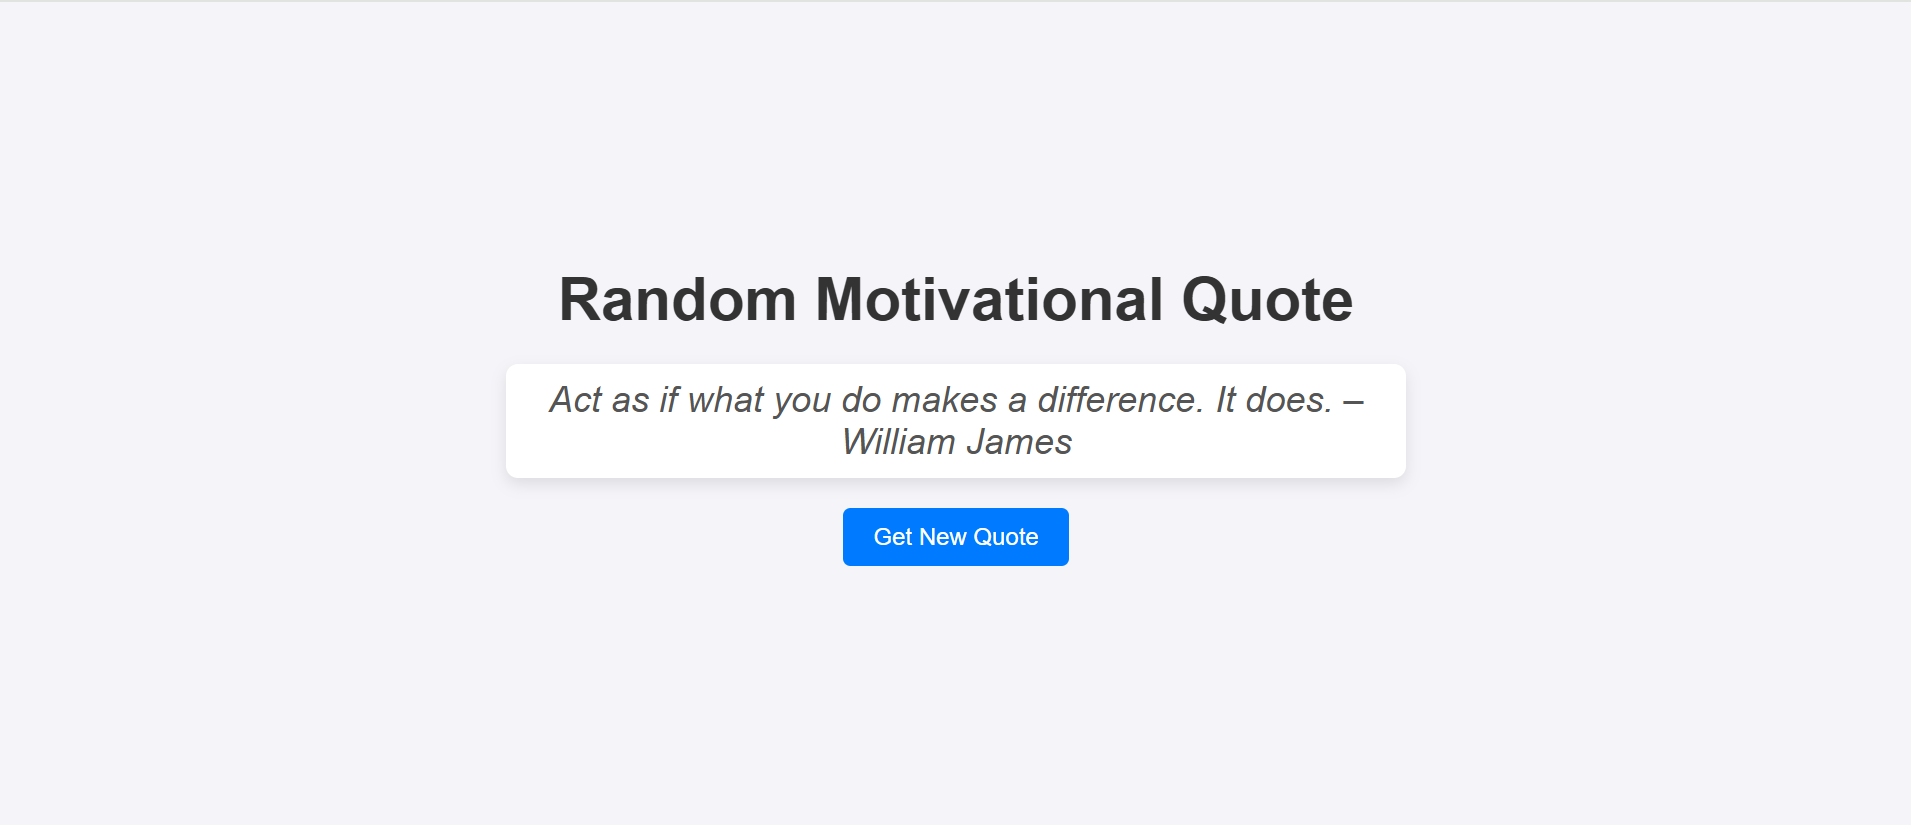 Random Motivational Quote
Act as if what you do makes a difference. It does. –
William James
Get New Quote